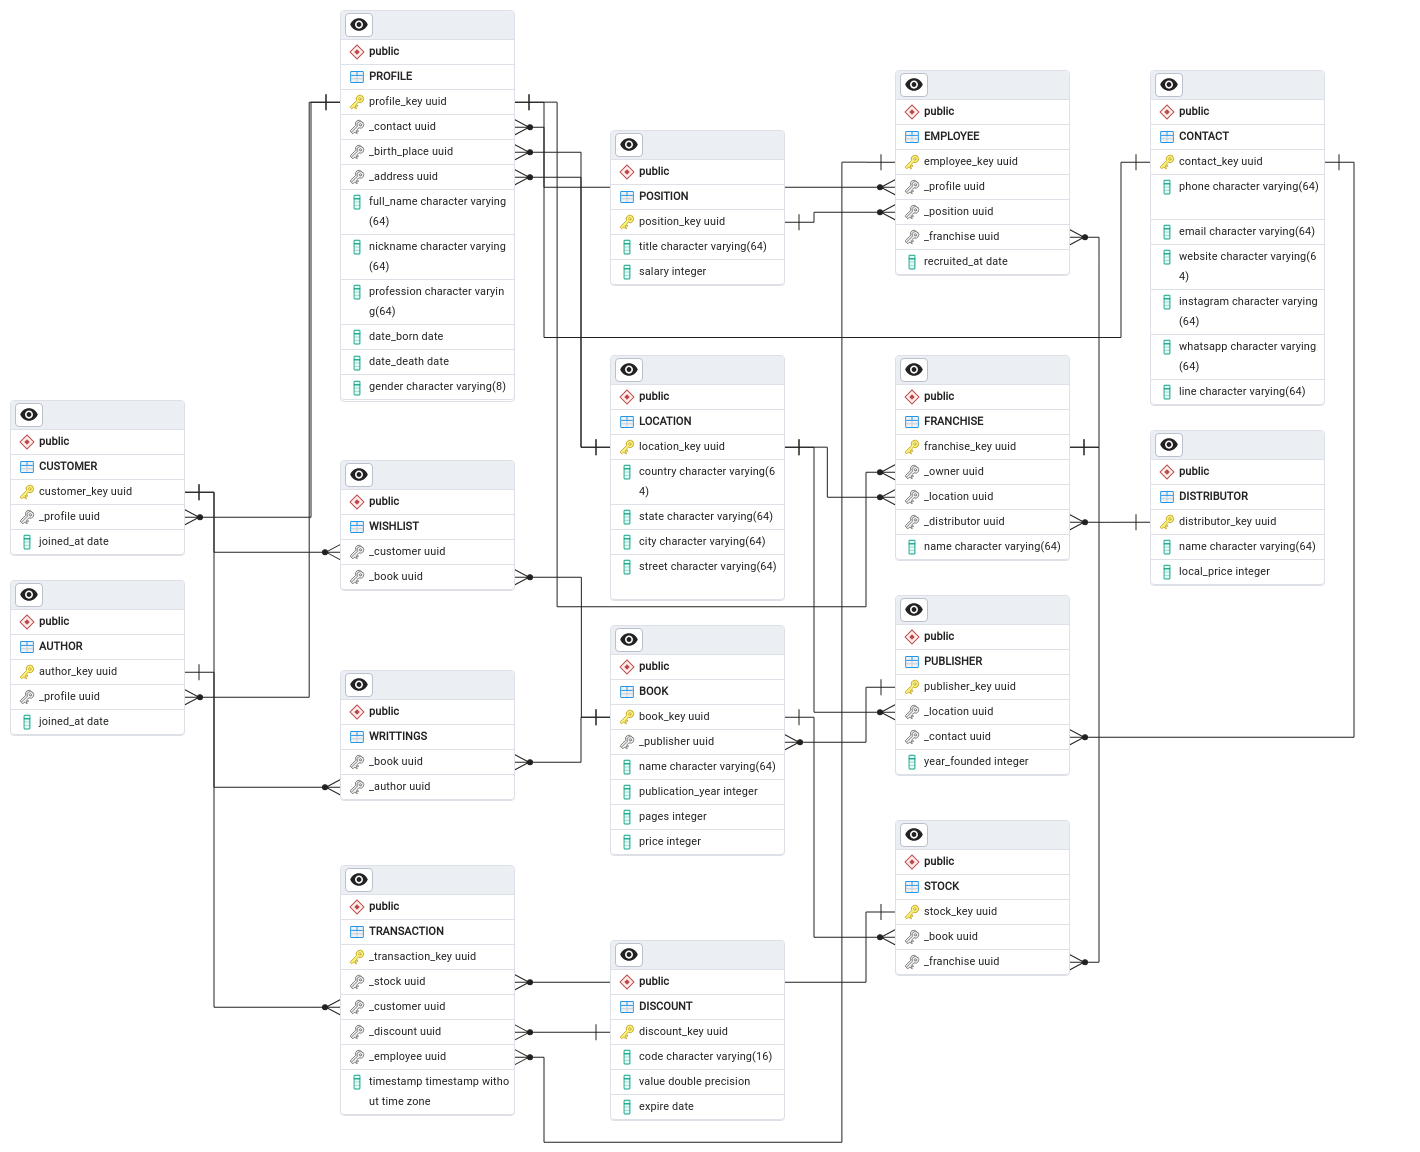 public
PROFILE
profile_key uuid
_contact uuid
_birth_place uuid
_address uuid
full_name character varying
(64)
nickname character varying
(64)
profession character varyin
g(64)
date_born date
date_death date
gender character varying(8)
public
POSITION
position_key uuid
title character varying(64)
salary integer
public
EMPLOYEE
employee_key uuid
_profile uuid
_position uuid
_franchise uuid
recruited_at date
public
CONTACT
contact_key uuid
phone character varying(64)
email character varying(64)
website character varying(6
4)
instagram character varying
(64)
whatsapp character varying
(64)
line character varying(64)
public
CUSTOMER
customer_key uuid
_profile uuid
joined_at date
public
WISHLIST
_customer uuid
_book uuid
public
LOCATION
location_key uuid
country character varying(6
4)
state character varying(64)
city character varying(64)
street character varying(64)
public
FRANCHISE
franchise_key uuid
_owner uuid
_location uuid
_distributor uuid
name character varying(64)
public
DISTRIBUTOR
distributor_key uuid
name character varying(64)
local_price integer
public
AUTHOR
author_key uuid
_profile uuid
joined_at date
public
WRITTINGS
_book uuid
_author uuid
public
BOOK
book_key uuid
_publisher uuid
name character varying(64)
publication_year integer
pages integer
price integer
public
PUBLISHER
publisher_key uuid
_location uuid
_contact uuid
year_founded integer
public
TRANSACTION
_transaction_key uuid
_stock uuid
_customer uuid
_discount uuid
_employee uuid
timestamp timestamp witho
ut time zone
public
DISCOUNT
discount_key uuid
code character varying(16)
value double precision
expire date
public
STOCK
stock_key uuid
_book uuid
_franchise uuid